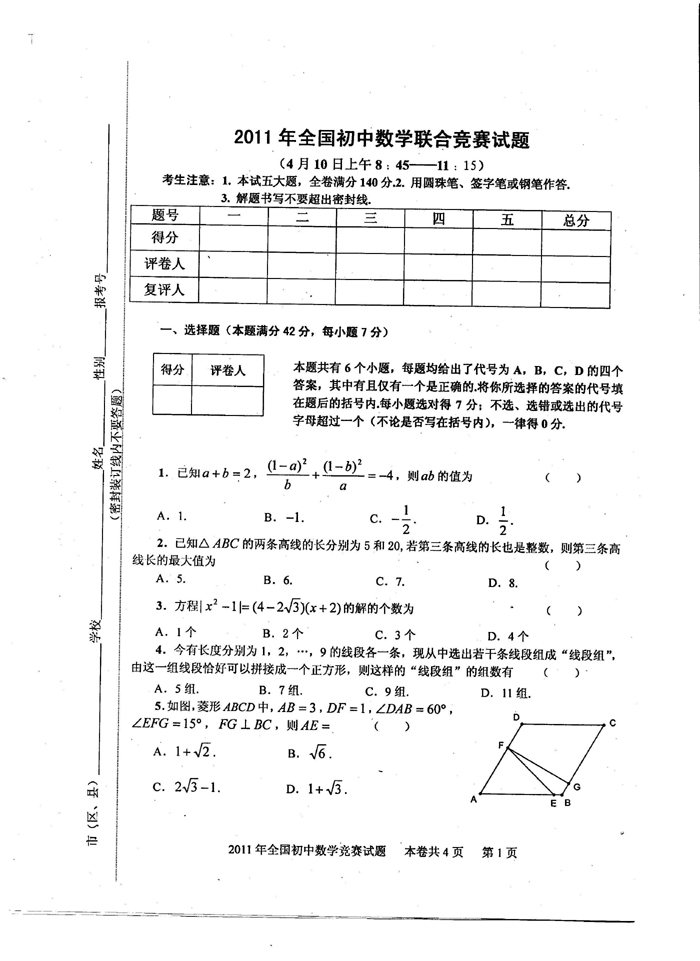 2011年全国初中数学联合竞赛试题
(4月10日上午8:45——11:15)
考生注意：1. 本试五大题，全卷满分140分.2. 用圆珠笔、签字笔或钢笔作答.
3. 解题书写不要超出密封线.
题号 一 二 三 四 五 总分
得分
评卷人
复评人
一、选择题（本题满分42分，每小题7分）
得分 评卷人
本题共有6个小题，每题均给出了代号为A，B，C，D的四个
答案，其中有且仅有一个是正确的.将你所选择的答案的代号填
在题后的括号内.每小题选对得7分；不选、选错或选出的代号
字母超过一个（不论是否写在括号内），一律得0分.
1. 已知a+b=2，(1-a)²/b+(1-b)²/a=-4，则ab的值为 （ ）
A. 1. B. -1. C. -1/2. D. 1/2.
2. 已知△ABC的两条高线的长分别为5和20,若第三条高线的长也是整数，则第三条高
线长的最大值为 （ ）
A. 5. B. 6. C. 7. D. 8.
3. 方程|x²-1|=(4-2√3)(x+2)的解的个数为 （ ）
A. 1个 B. 2个 C. 3个 D. 4个
4. 今有长度分别为1，2，…，9的线段各一条，现从中选出若干条线段组成“线段组”，
由这一组线段恰好可以拼接成一个正方形，则这样的“线段组”的组数有 （ ）
A. 5组. B. 7组. C. 9组. D. 11组.
5. 如图,菱形ABCD中，AB=3，DF=1，∠DAB=60°，
∠EFG=15°，FG⊥BC，则AE= （ ）
A. 1+√2. B. √6.
C. 2√3-1. D. 1+√3.
D C
F
G
A E B
2011年全国初中数学竞赛试题 本卷共4页 第1页
市（区、县） 学校 姓名 性别 报考号
（密封装订线内不要答题）